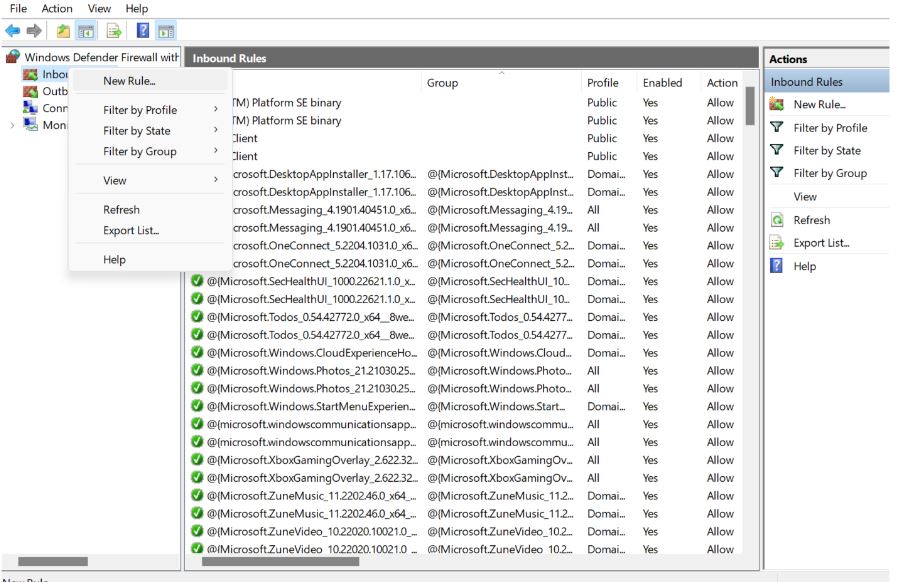 File Action View Help
Windows Defender Firewall with
Inbound Rules
Actions
Inbou
Outb
Conn
Moni
New Rule...
Filter by Profile
Filter by State
Filter by Group
View
Refresh
Export List...
Help
Group Profile Enabled Action
TM) Platform SE binary Public Yes Allow
TM) Platform SE binary Public Yes Allow
Client Public Yes Allow
Client Public Yes Allow
crosoft.DesktopAppInstaller_1.17.106... @{Microsoft.DesktopAppInst... Domai... Yes Allow
crosoft.DesktopAppInstaller_1.17.106... @{Microsoft.DesktopAppInst... Domai... Yes Allow
crosoft.Messaging_4.1901.40451.0_x6... @{Microsoft.Messaging_4.19... All Yes Allow
crosoft.Messaging_4.1901.40451.0_x6... @{Microsoft.Messaging_4.19... All Yes Allow
crosoft.OneConnect_5.2204.1031.0_x6... @{Microsoft.OneConnect_5.2... Domai... Yes Allow
crosoft.OneConnect_5.2204.1031.0_x6... @{Microsoft.OneConnect_5.2... Domai... Yes Allow
@{Microsoft.SecHealthUI_1000.22621.1.0_x... @{Microsoft.SecHealthUI_10... Domai... Yes Allow
@{Microsoft.SecHealthUI_1000.22621.1.0_x... @{Microsoft.SecHealthUI_10... Domai... Yes Allow
@{Microsoft.Todos_0.54.42772.0_x64__8we... @{Microsoft.Todos_0.54.4277... Domai... Yes Allow
@{Microsoft.Todos_0.54.42772.0_x64__8we... @{Microsoft.Todos_0.54.4277... Domai... Yes Allow
@{Microsoft.Windows.CloudExperienceHo... @{Microsoft.Windows.Cloud... Domai... Yes Allow
@{Microsoft.Windows.Photos_21.21030.25... @{Microsoft.Windows.Photo... All Yes Allow
@{Microsoft.Windows.Photos_21.21030.25... @{Microsoft.Windows.Photo... All Yes Allow
@{Microsoft.Windows.StartMenuExperien... @{Microsoft.Windows.Start... Domai... Yes Allow
@{microsoft.windowscommunicationsapp... @{microsoft.windowscommu... All Yes Allow
@{microsoft.windowscommunicationsapp... @{microsoft.windowscommu... All Yes Allow
@{Microsoft.XboxGamingOverlay_2.622.32... @{Microsoft.XboxGamingOv... All Yes Allow
@{Microsoft.XboxGamingOverlay_2.622.32... @{Microsoft.XboxGamingOv... All Yes Allow
@{Microsoft.ZuneMusic_11.2202.46.0_x64_... @{Microsoft.ZuneMusic_11.2... Domai... Yes Allow
@{Microsoft.ZuneMusic_11.2202.46.0_x64_... @{Microsoft.ZuneMusic_11.2... Domai... Yes Allow
@{Microsoft.ZuneVideo_10.22020.10021.0_... @{Microsoft.ZuneVideo_10.2... Domai... Yes Allow
@{Microsoft.ZuneVideo_10.22020.10021.0_... @{Microsoft.ZuneVideo_10.2... Domai... Yes Allow
Inbound Rules
New Rule...
Filter by Profile
Filter by State
Filter by Group
View
Refresh
Export List...
Help